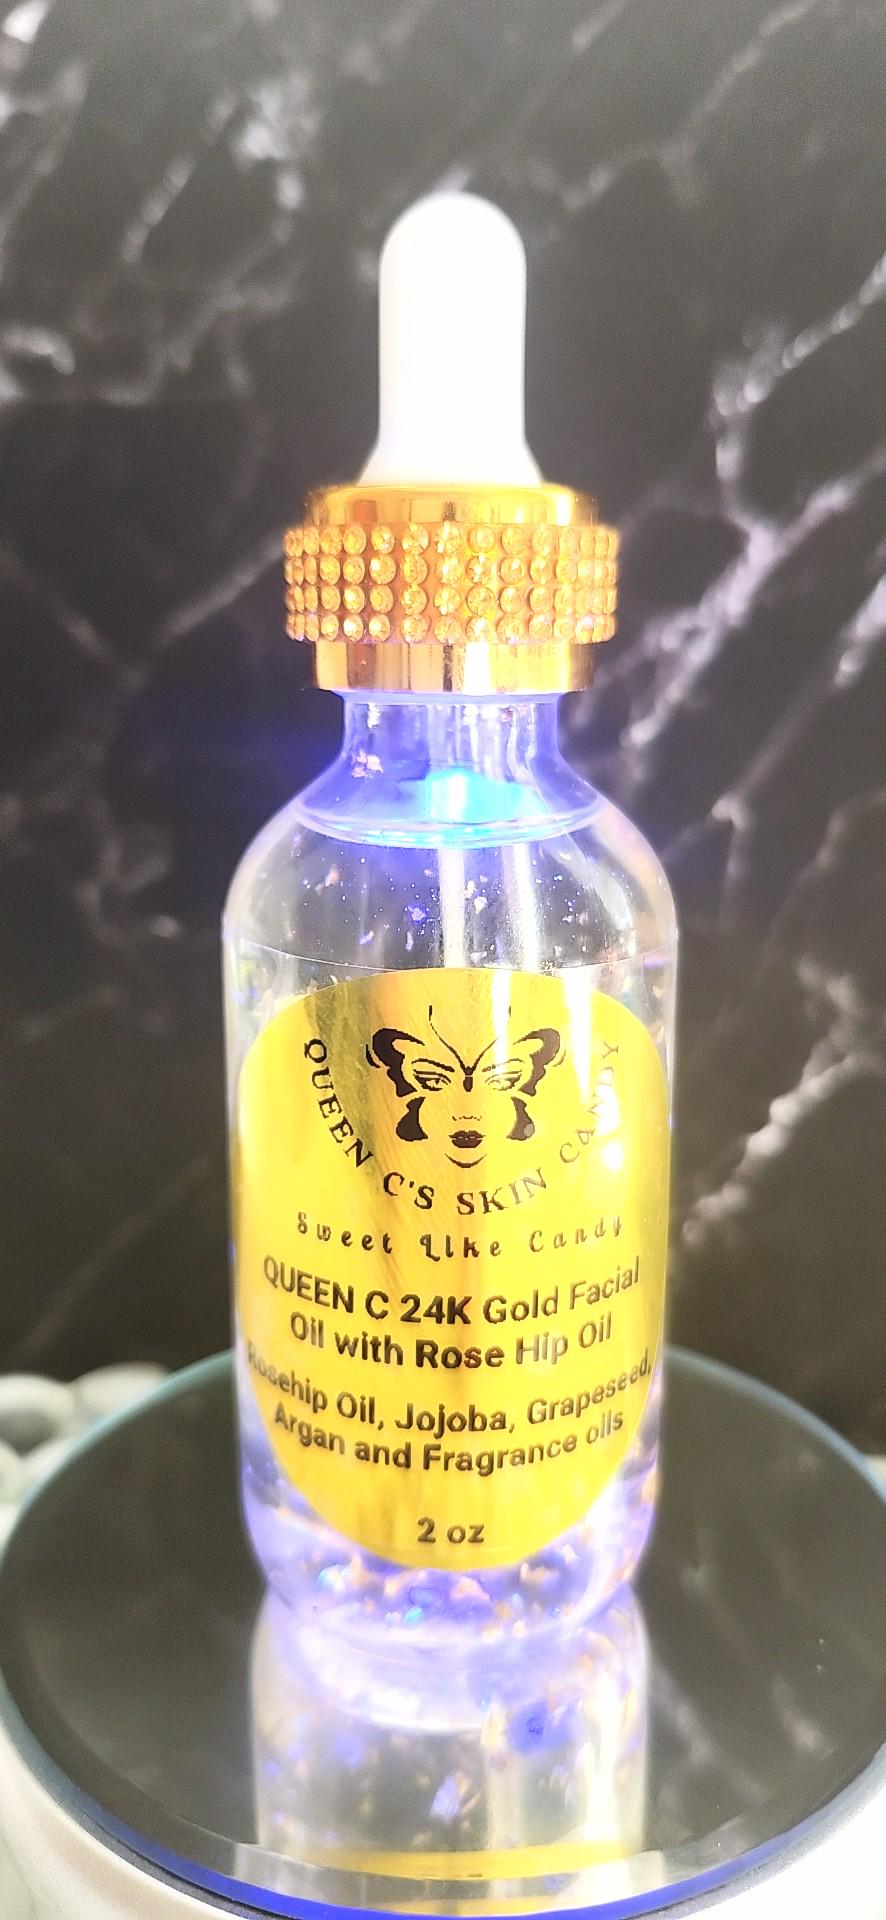 QUEEN C'S SKIN CANDY
Sweet Like Candy
QUEEN C 24K Gold Facial
Oil with Rose Hip Oil
Rosehip Oil, Jojoba, Grapeseed,
Argan and Fragrance oils
2 oz